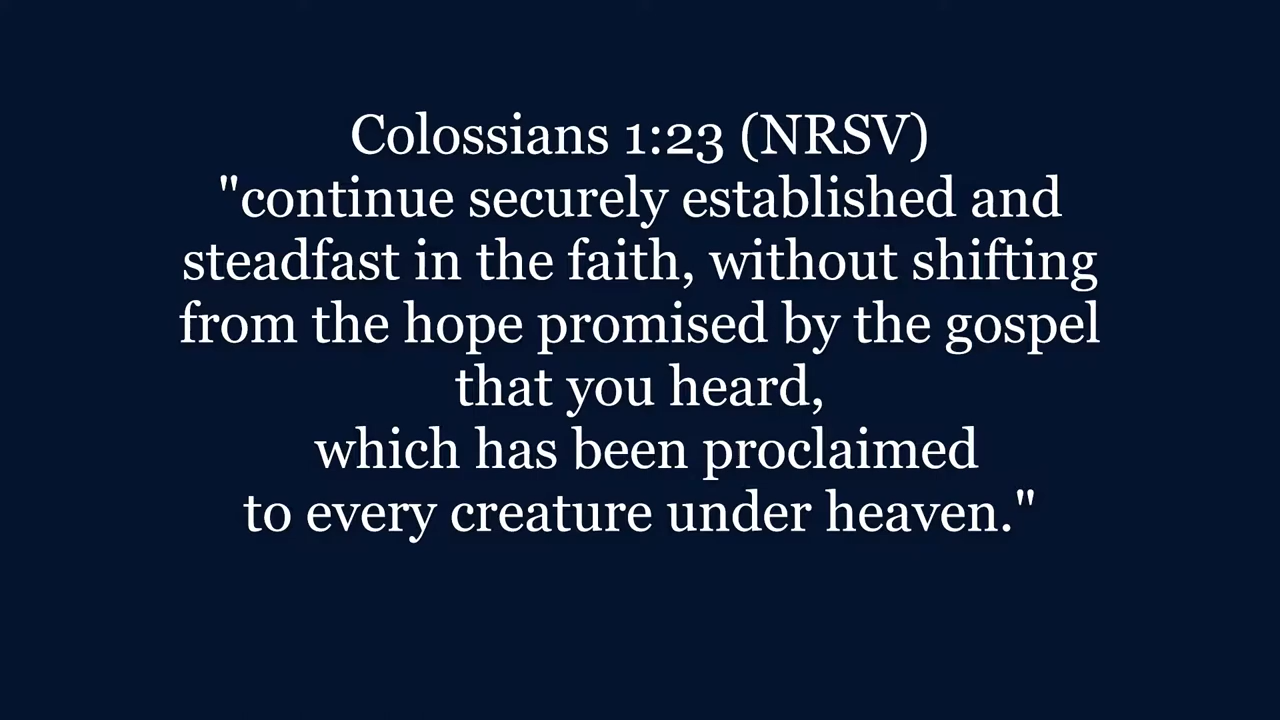 Colossians 1:23 (NRSV)
"continue securely established and
steadfast in the faith, without shifting
from the hope promised by the gospel
that you heard,
which has been proclaimed
to every creature under heaven."